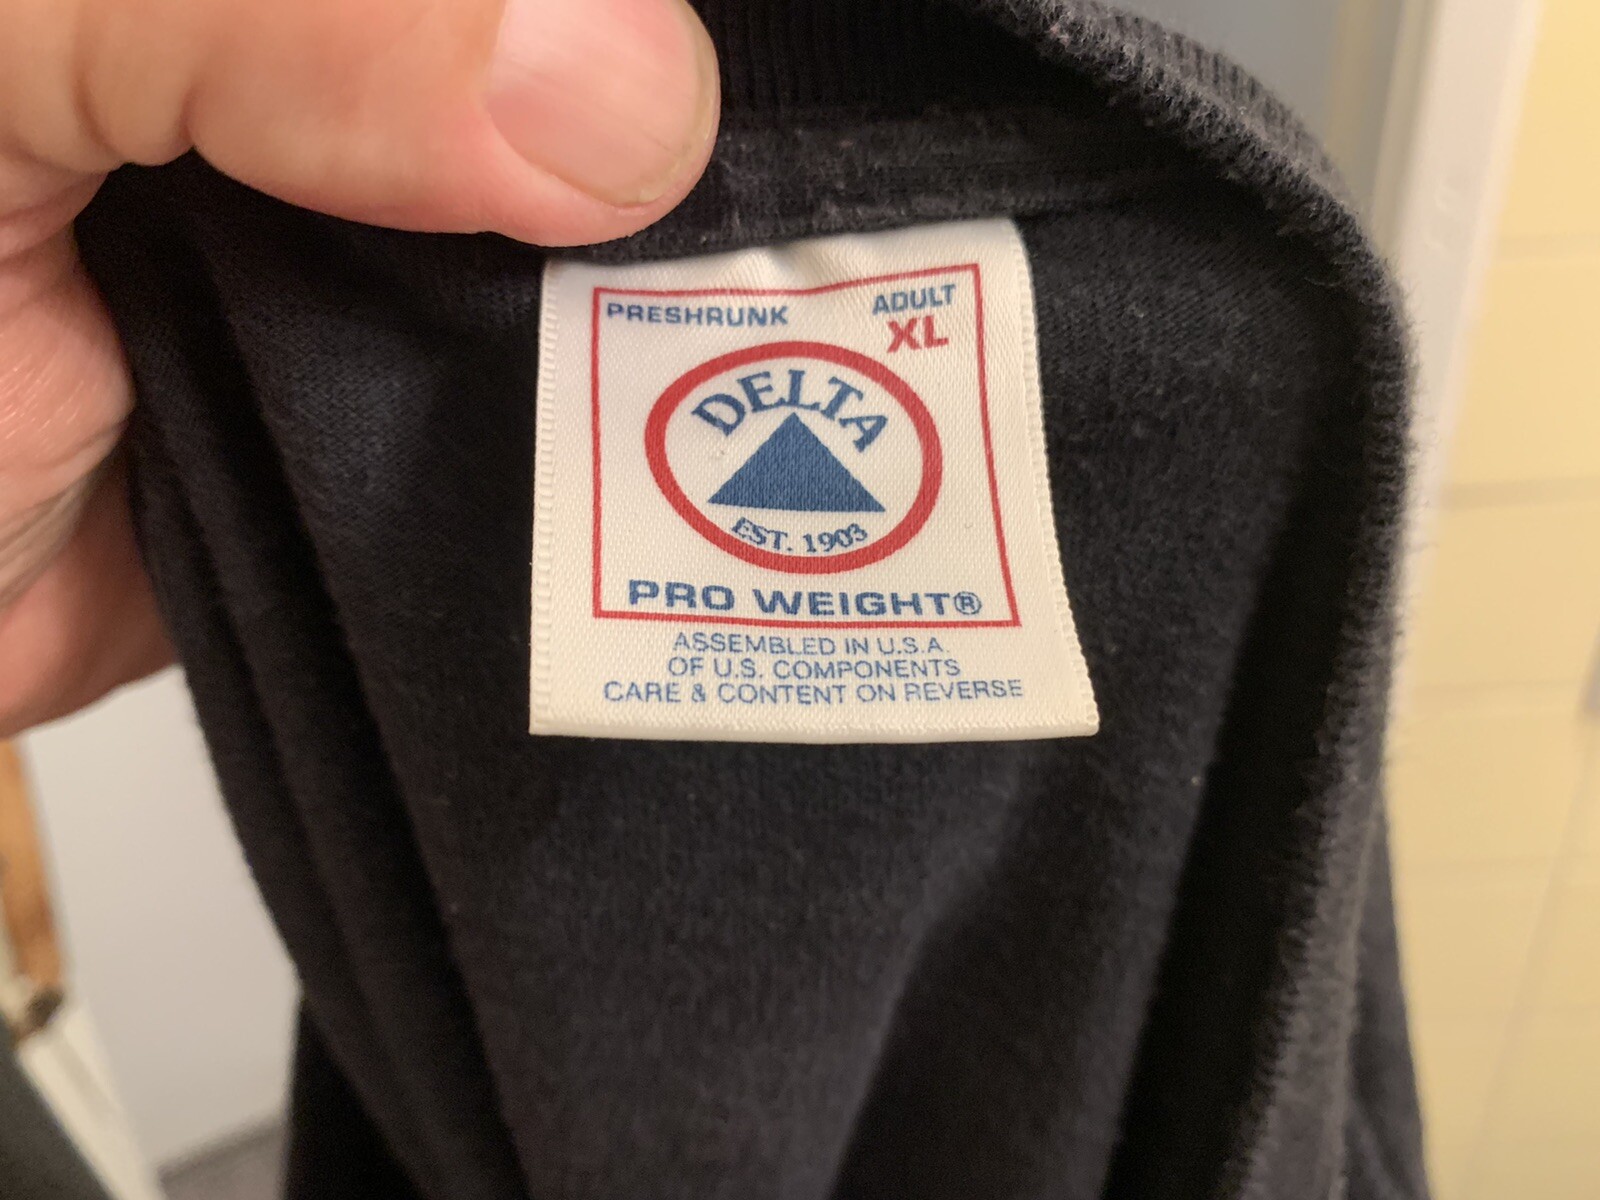 PRESHRUNK
ADULT
XL
DELTA
EST. 1903
PRO WEIGHT®
ASSEMBLED IN U.S.A.
OF U.S. COMPONENTS
CARE & CONTENT ON REVERSE